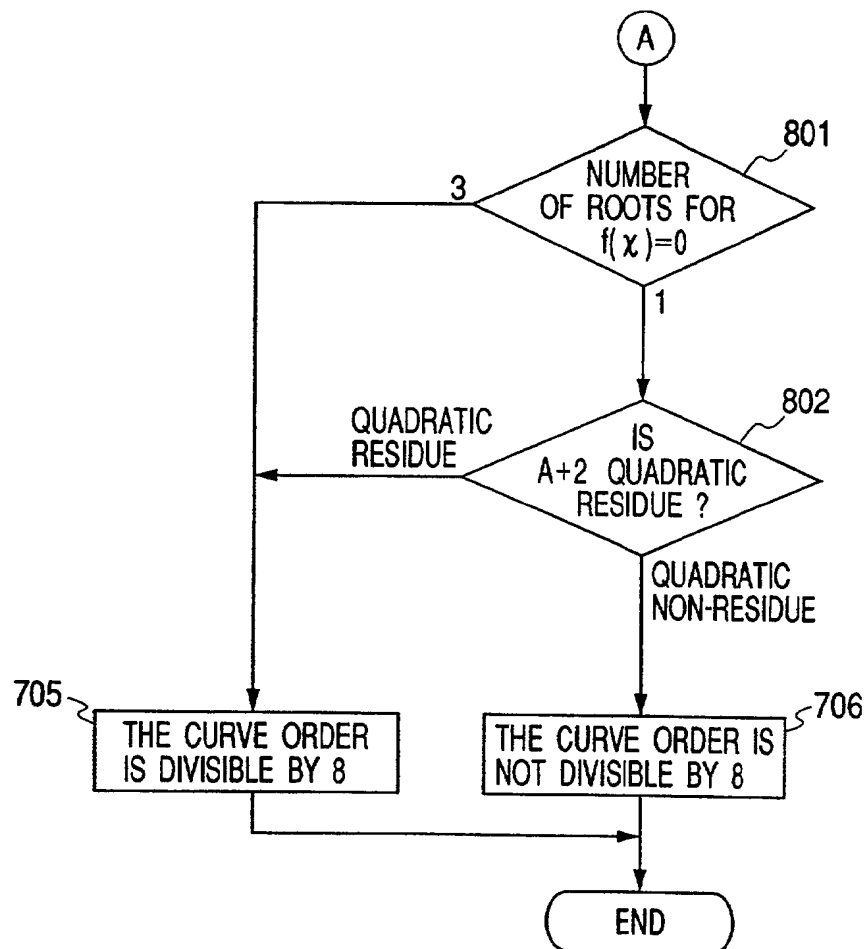 A
801
NUMBER
OF ROOTS FOR
f(χ)=0
3
1
802
IS
A+2 QUADRATIC
RESIDUE ?
QUADRATIC
RESIDUE
QUADRATIC
NON-RESIDUE
705
THE CURVE ORDER
IS DIVISIBLE BY 8
706
THE CURVE ORDER IS
NOT DIVISIBLE BY 8
END